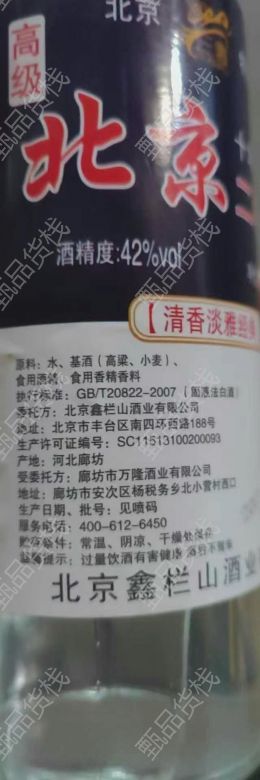 北京
高级
北京二
酒精度:42%vol
【清香淡雅经典
原料：水、基酒（高粱、小麦）、
食用酒精、食用香精香料
执行标准：GB/T20822-2007（固液法白酒）
委托方：北京鑫栏山酒业有限公司
地址：北京市丰台区南四环西路188号
生产许可证编号：SC11513100200093
产地：河北廊坊
受委托方：廊坊市万隆酒业有限公司
地址：廊坊市安次区杨税务乡北小营村西口
生产日期、批号：见喷码
服务电话：400-612-6450
贮存条件：常温、阴凉、干燥处保存
温馨提示：过量饮酒有害健康
北京鑫栏山酒业
甄品货栈